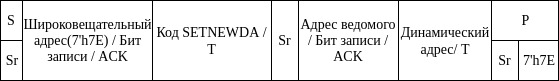 S
Sr
Широковещательный
адрес(7'h7E) / Бит
записи / ACK
Код SETNEWDA /
T
Sr
Адрес ведомого
/ Бит записи /
ACK
Динамический
адрес/ T
P
Sr
7'h7E